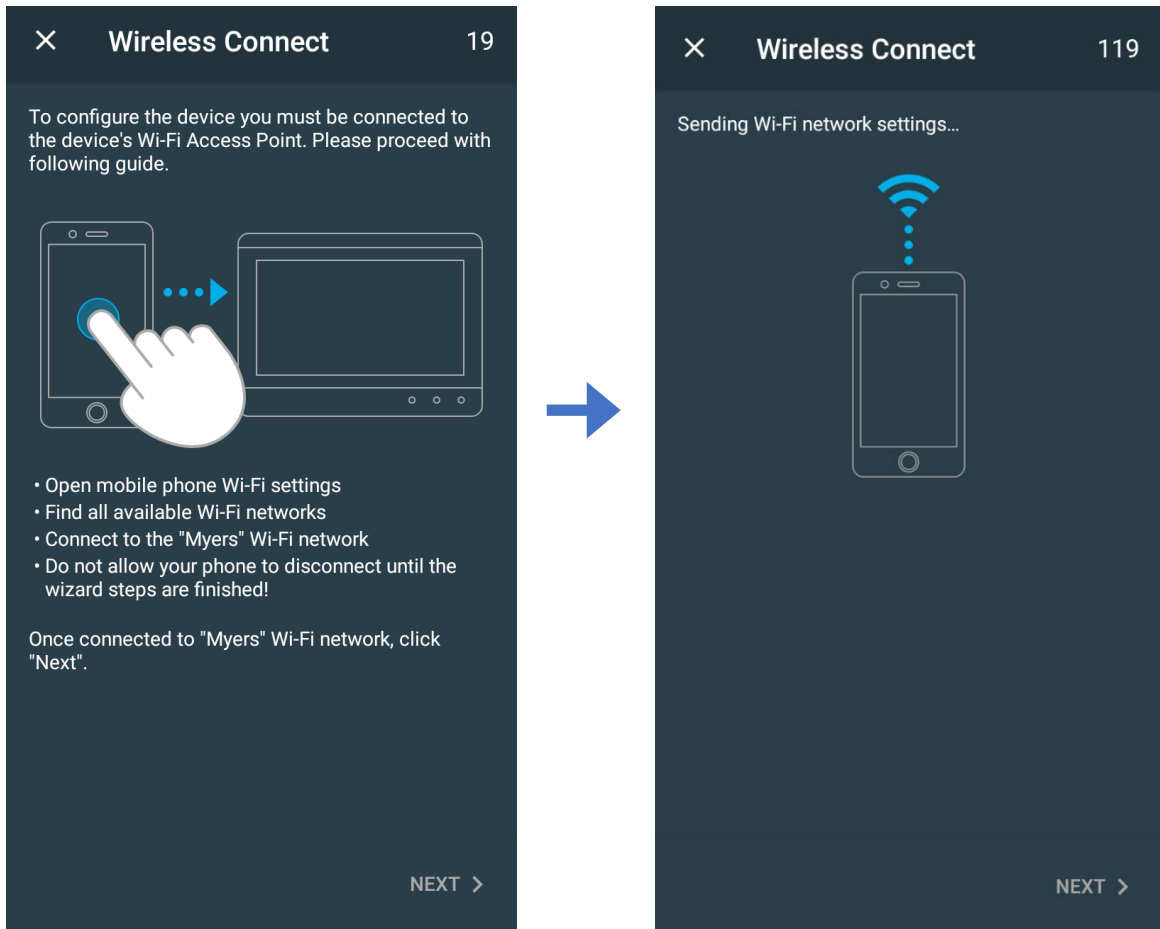 Wireless Connect 19
To configure the device you must be connected to
the device's Wi-Fi Access Point. Please proceed with
following guide.
• Open mobile phone Wi-Fi settings
• Find all available Wi-Fi networks
• Connect to the "Myers" Wi-Fi network
• Do not allow your phone to disconnect until the
wizard steps are finished!
Once connected to "Myers" Wi-Fi network, click
"Next".
NEXT
Wireless Connect 119
Sending Wi-Fi network settings...
NEXT